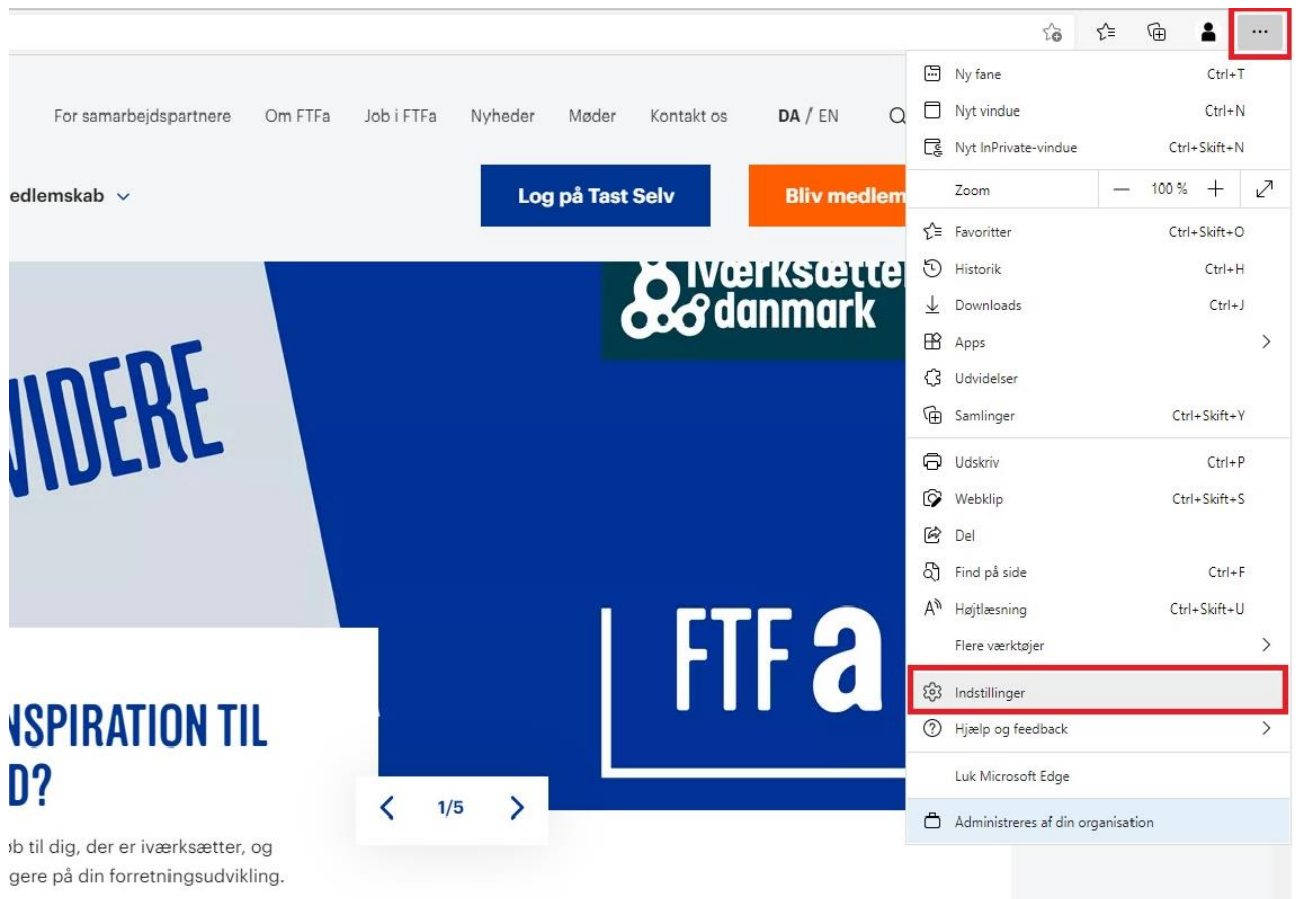 For samarbejdspartnere Om FTFa Job i FTFa Nyheder Møder Kontakt os DA / EN
edlemskab
Log på Tast Selv
Bliv medlem
VIDERE
iværksætte
danmark
FTFa
NSPIRATION TIL
D?
1/5
øb til dig, der er iværksætter, og
gere på din forretningsudvikling.
...
Ny fane Ctrl+T
Nyt vindue Ctrl+N
Nyt InPrivate-vindue Ctrl+Skift+N
Zoom — 100 % +
Favoritter Ctrl+Skift+O
Historik Ctrl+H
Downloads Ctrl+J
Apps
Udvidelser
Samlinger Ctrl+Skift+Y
Udskriv Ctrl+P
Webklip Ctrl+Skift+S
Del
Find på side Ctrl+F
Højtlæsning Ctrl+Skift+U
Flere værktøjer
Indstillinger
Hjælp og feedback
Luk Microsoft Edge
Administreres af din organisation